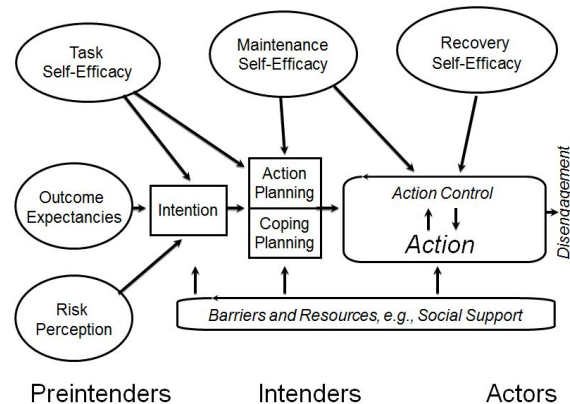 Task
Self-Efficacy
Maintenance
Self-Efficacy
Recovery
Self-Efficacy
Outcome
Expectancies
Intention
Action
Planning
Coping
Planning
Action Control
Action
Disengagement
Risk
Perception
Barriers and Resources, e.g., Social Support
Preintenders
Intenders
Actors